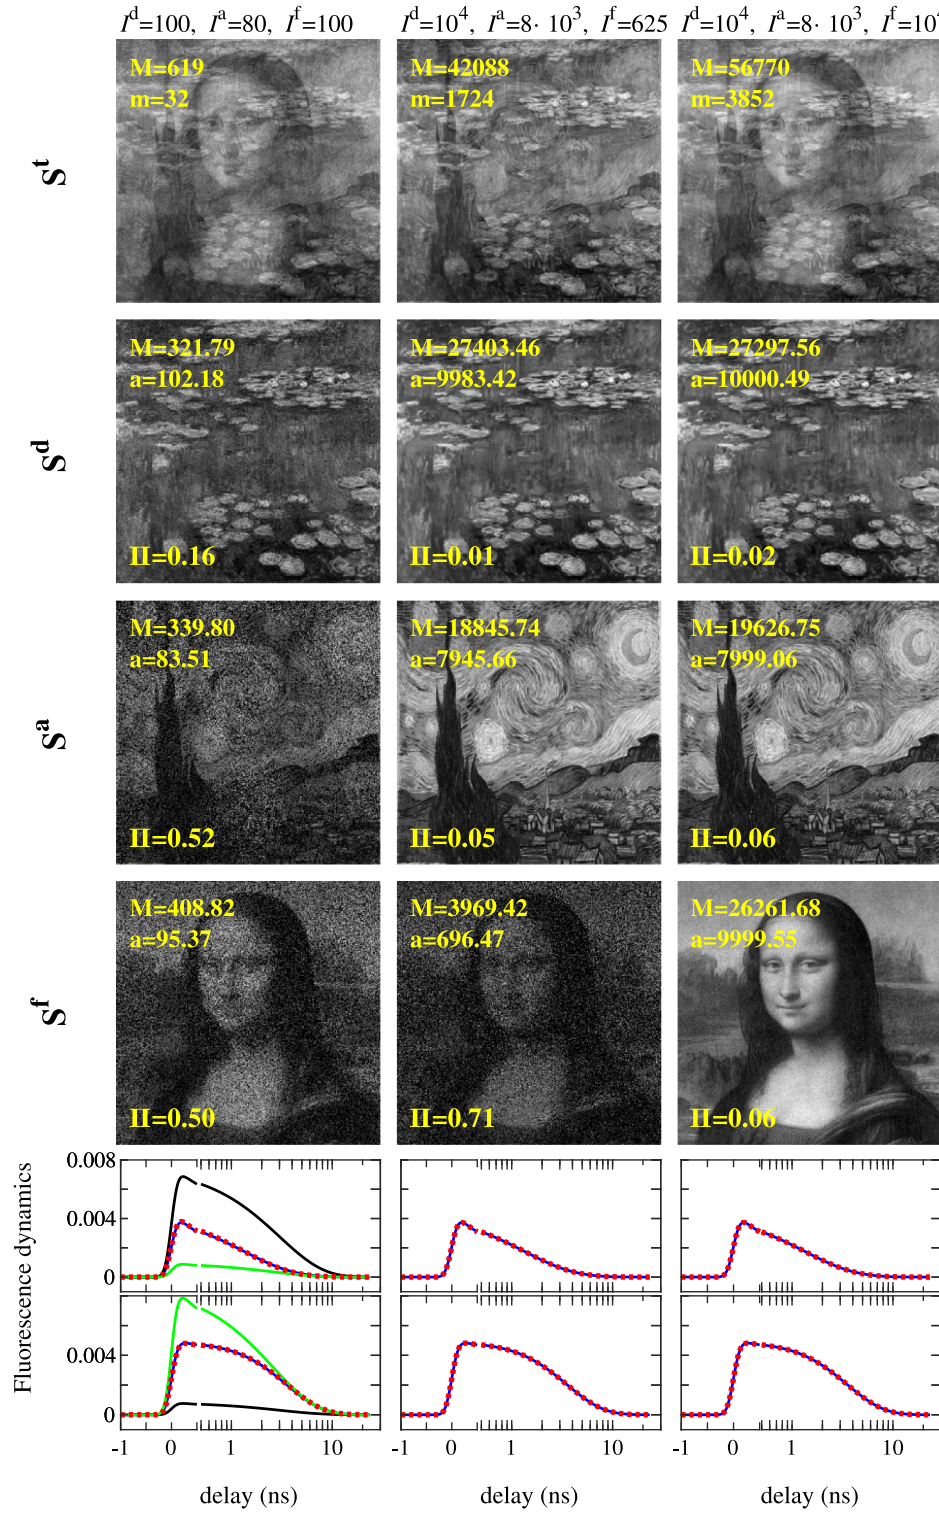 I^d=100, I^a=80, I^f=100
I^d=10^4, I^a=8· 10^3, I^f=625
I^d=10^4, I^a=8· 10^3, I^f=10
S^t
M=619
m=32
M=42088
m=1724
M=56770
m=3852
S^d
M=321.79
a=102.18
II=0.16
M=27403.46
a=9983.42
II=0.01
M=27297.56
a=10000.49
II=0.02
S^a
M=339.80
a=83.51
II=0.52
M=18845.74
a=7945.66
II=0.05
M=19626.75
a=7999.06
II=0.06
S^f
M=408.82
a=95.37
II=0.50
M=3969.42
a=696.47
II=0.71
M=26261.68
a=9999.55
II=0.06
Fluorescence dynamics
0.008
0.004
0
0.004
0
-1 0 1 10
-1 0 1 10
-1 0 1 10
delay (ns)
delay (ns)
delay (ns)